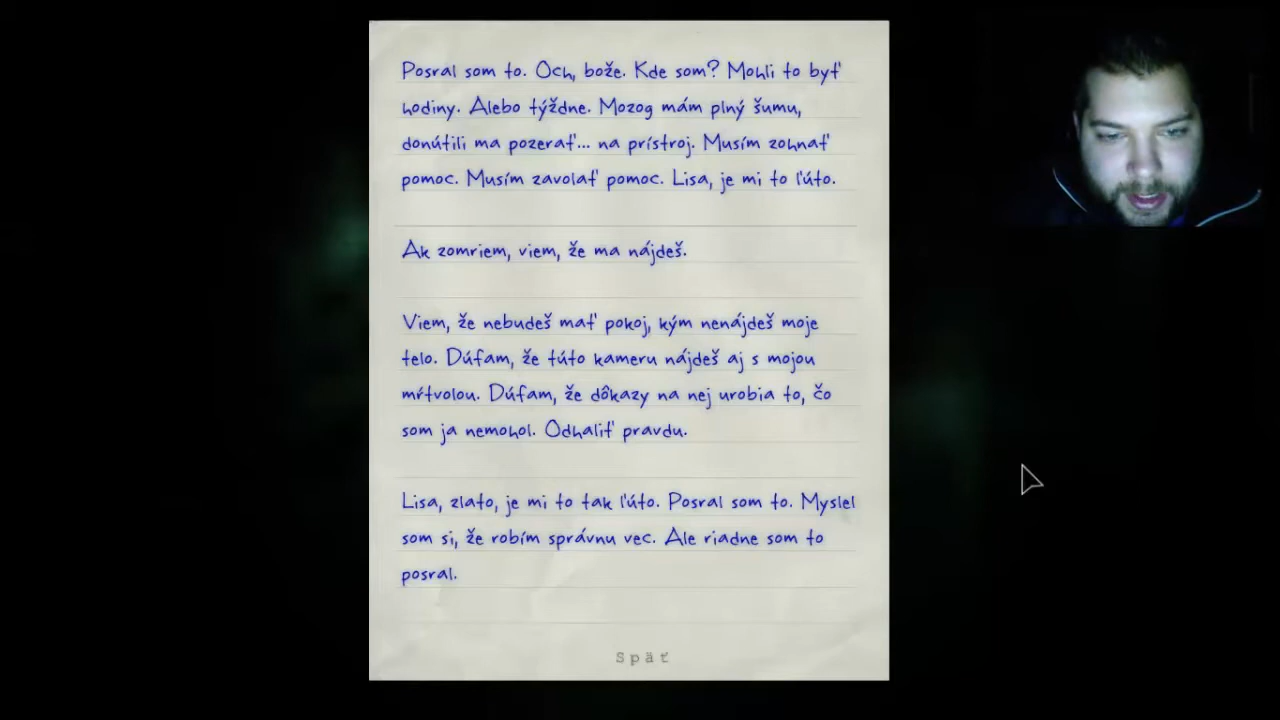 Posral som to. Och, bože. Kde som? Mohli to byť
hodiny. Alebo týždne. Mozog mám plný šumu,
donútili ma pozerať... na prístroj. Musím zohnať
pomoc. Musím zavolať pomoc. Lisa, je mi to ľúto.
Ak zomriem, viem, že ma nájdeš.
Viem, že nebudeš mať pokoj, kým nenájdeš moje
telo. Dúfam, že túto kameru nájdeš aj s mojou
mŕtvolou. Dúfam, že dôkazy na nej urobia to, čo
som ja nemohol. Odhaliť pravdu.
Lisa, zlato, je mi to tak ľúto. Posral som to. Myslel
som si, že robím správnu vec. Ale riadne som to
posral.
Späť